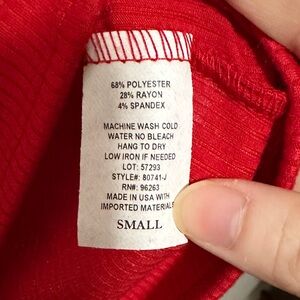 68% POLYESTER
28% RAYON
4% SPANDEX
MACHINE WASH COLD
WATER NO BLEACH
HANG TO DRY
LOW IRON IF NEEDED
LOT: 57293
STYLE#: 80741-J
RN#: 96263
MADE IN USA WITH
IMPORTED MATERIALS
SMALL